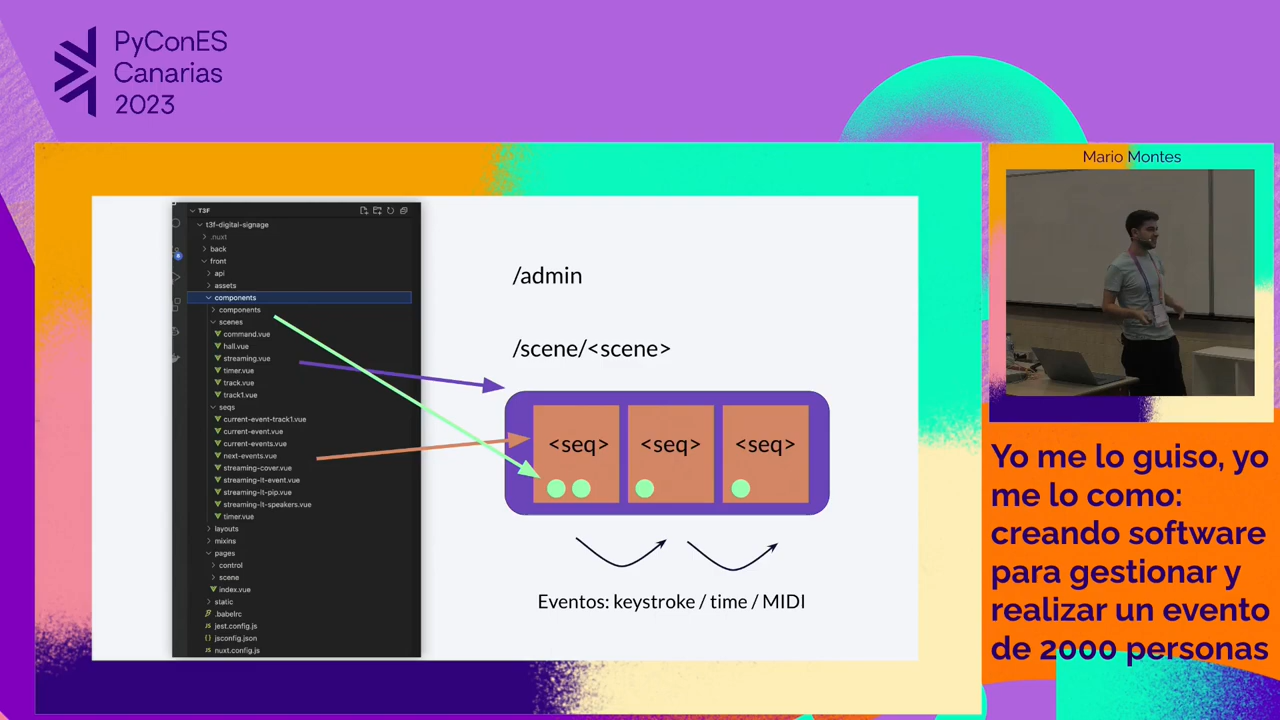 PyConES
Canarias
2023
T3F
t3f-digital-signage
.nuxt
back
front
api
assets
components
components
scenes
command.vue
hall.vue
streaming.vue
timer.vue
track.vue
track1.vue
seqs
current-event-track1.vue
current-event.vue
current-events.vue
next-events.vue
streaming-cover.vue
streaming-lt-event.vue
streaming-lt-pip.vue
streaming-lt-speakers.vue
timer.vue
layouts
mixins
pages
control
scene
index.vue
static
.babelrc
jest.config.js
jsconfig.json
nuxt.config.js
/admin
/scene/<scene>
<seq> <seq> <seq>
Eventos: keystroke / time / MIDI
Mario Montes
Yo me lo guiso, yo
me lo como:
creando software
para gestionar y
realizar un evento
de 2000 personas